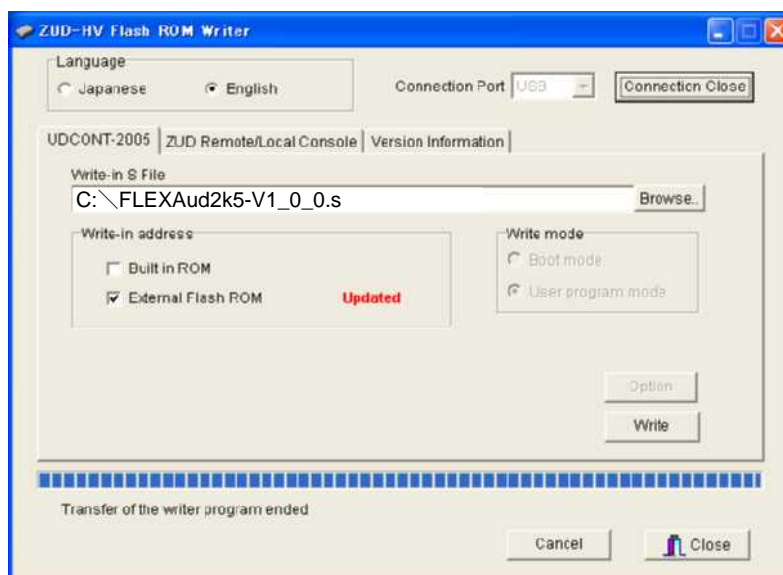 ZUD-HV Flash ROM Writer
Language
Japanese English
Connection Port USB
Connection Close
UDCONT-2005 ZUD Remote/Local Console Version Information
Write-in S File
C:＼FLEXAud2k5-V1_0_0.s
Browse..
Write-in address
Write mode
Built in ROM
Boot mode
External Flash ROM Updated
User program mode
Option
Write
Transfer of the writer program ended
Cancel
Close